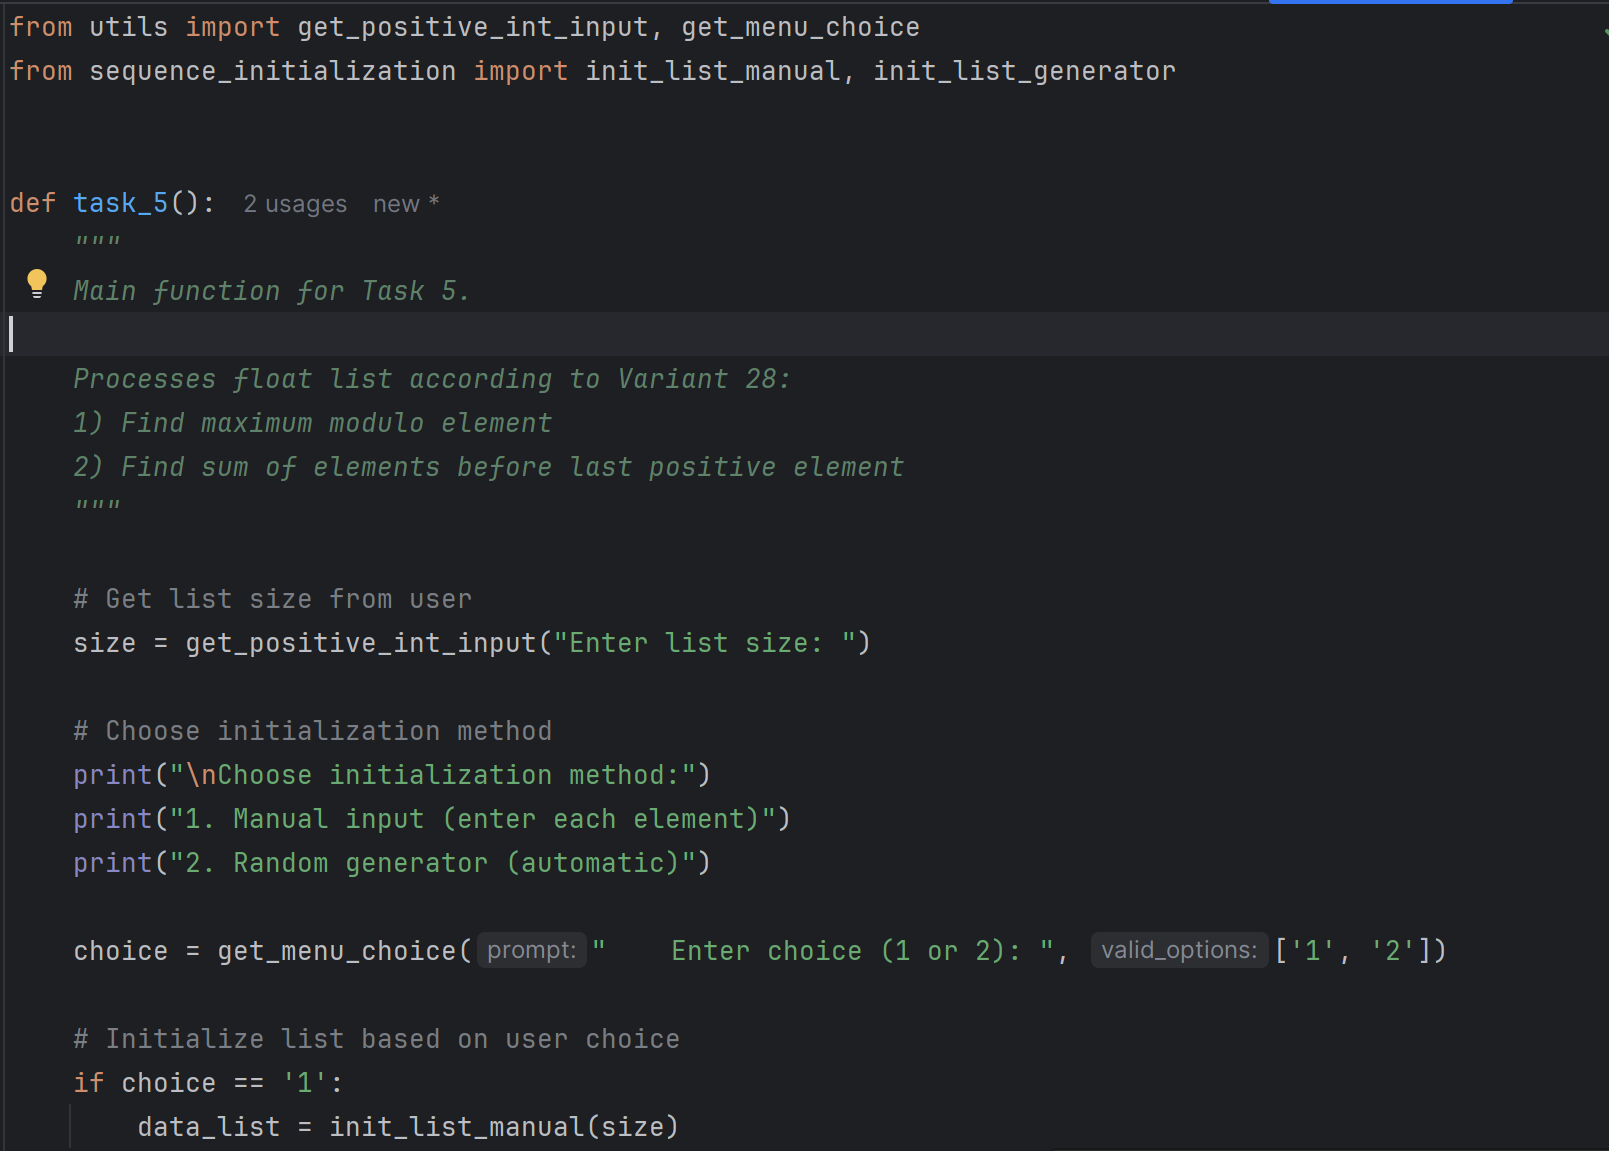 from utils import get_positive_int_input, get_menu_choice
from sequence_initialization import init_list_manual, init_list_generator
def task_5():  2 usages  new *
    """
    Main function for Task 5.
    Processes float list according to Variant 28:
    1) Find maximum modulo element
    2) Find sum of elements before last positive element
    """
    # Get list size from user
    size = get_positive_int_input("Enter list size: ")
    # Choose initialization method
    print("\nChoose initialization method:")
    print("1. Manual input (enter each element)")
    print("2. Random generator (automatic)")
    choice = get_menu_choice( prompt: "    Enter choice (1 or 2): ",  valid_options: ['1', '2'])
    # Initialize list based on user choice
    if choice == '1':
        data_list = init_list_manual(size)